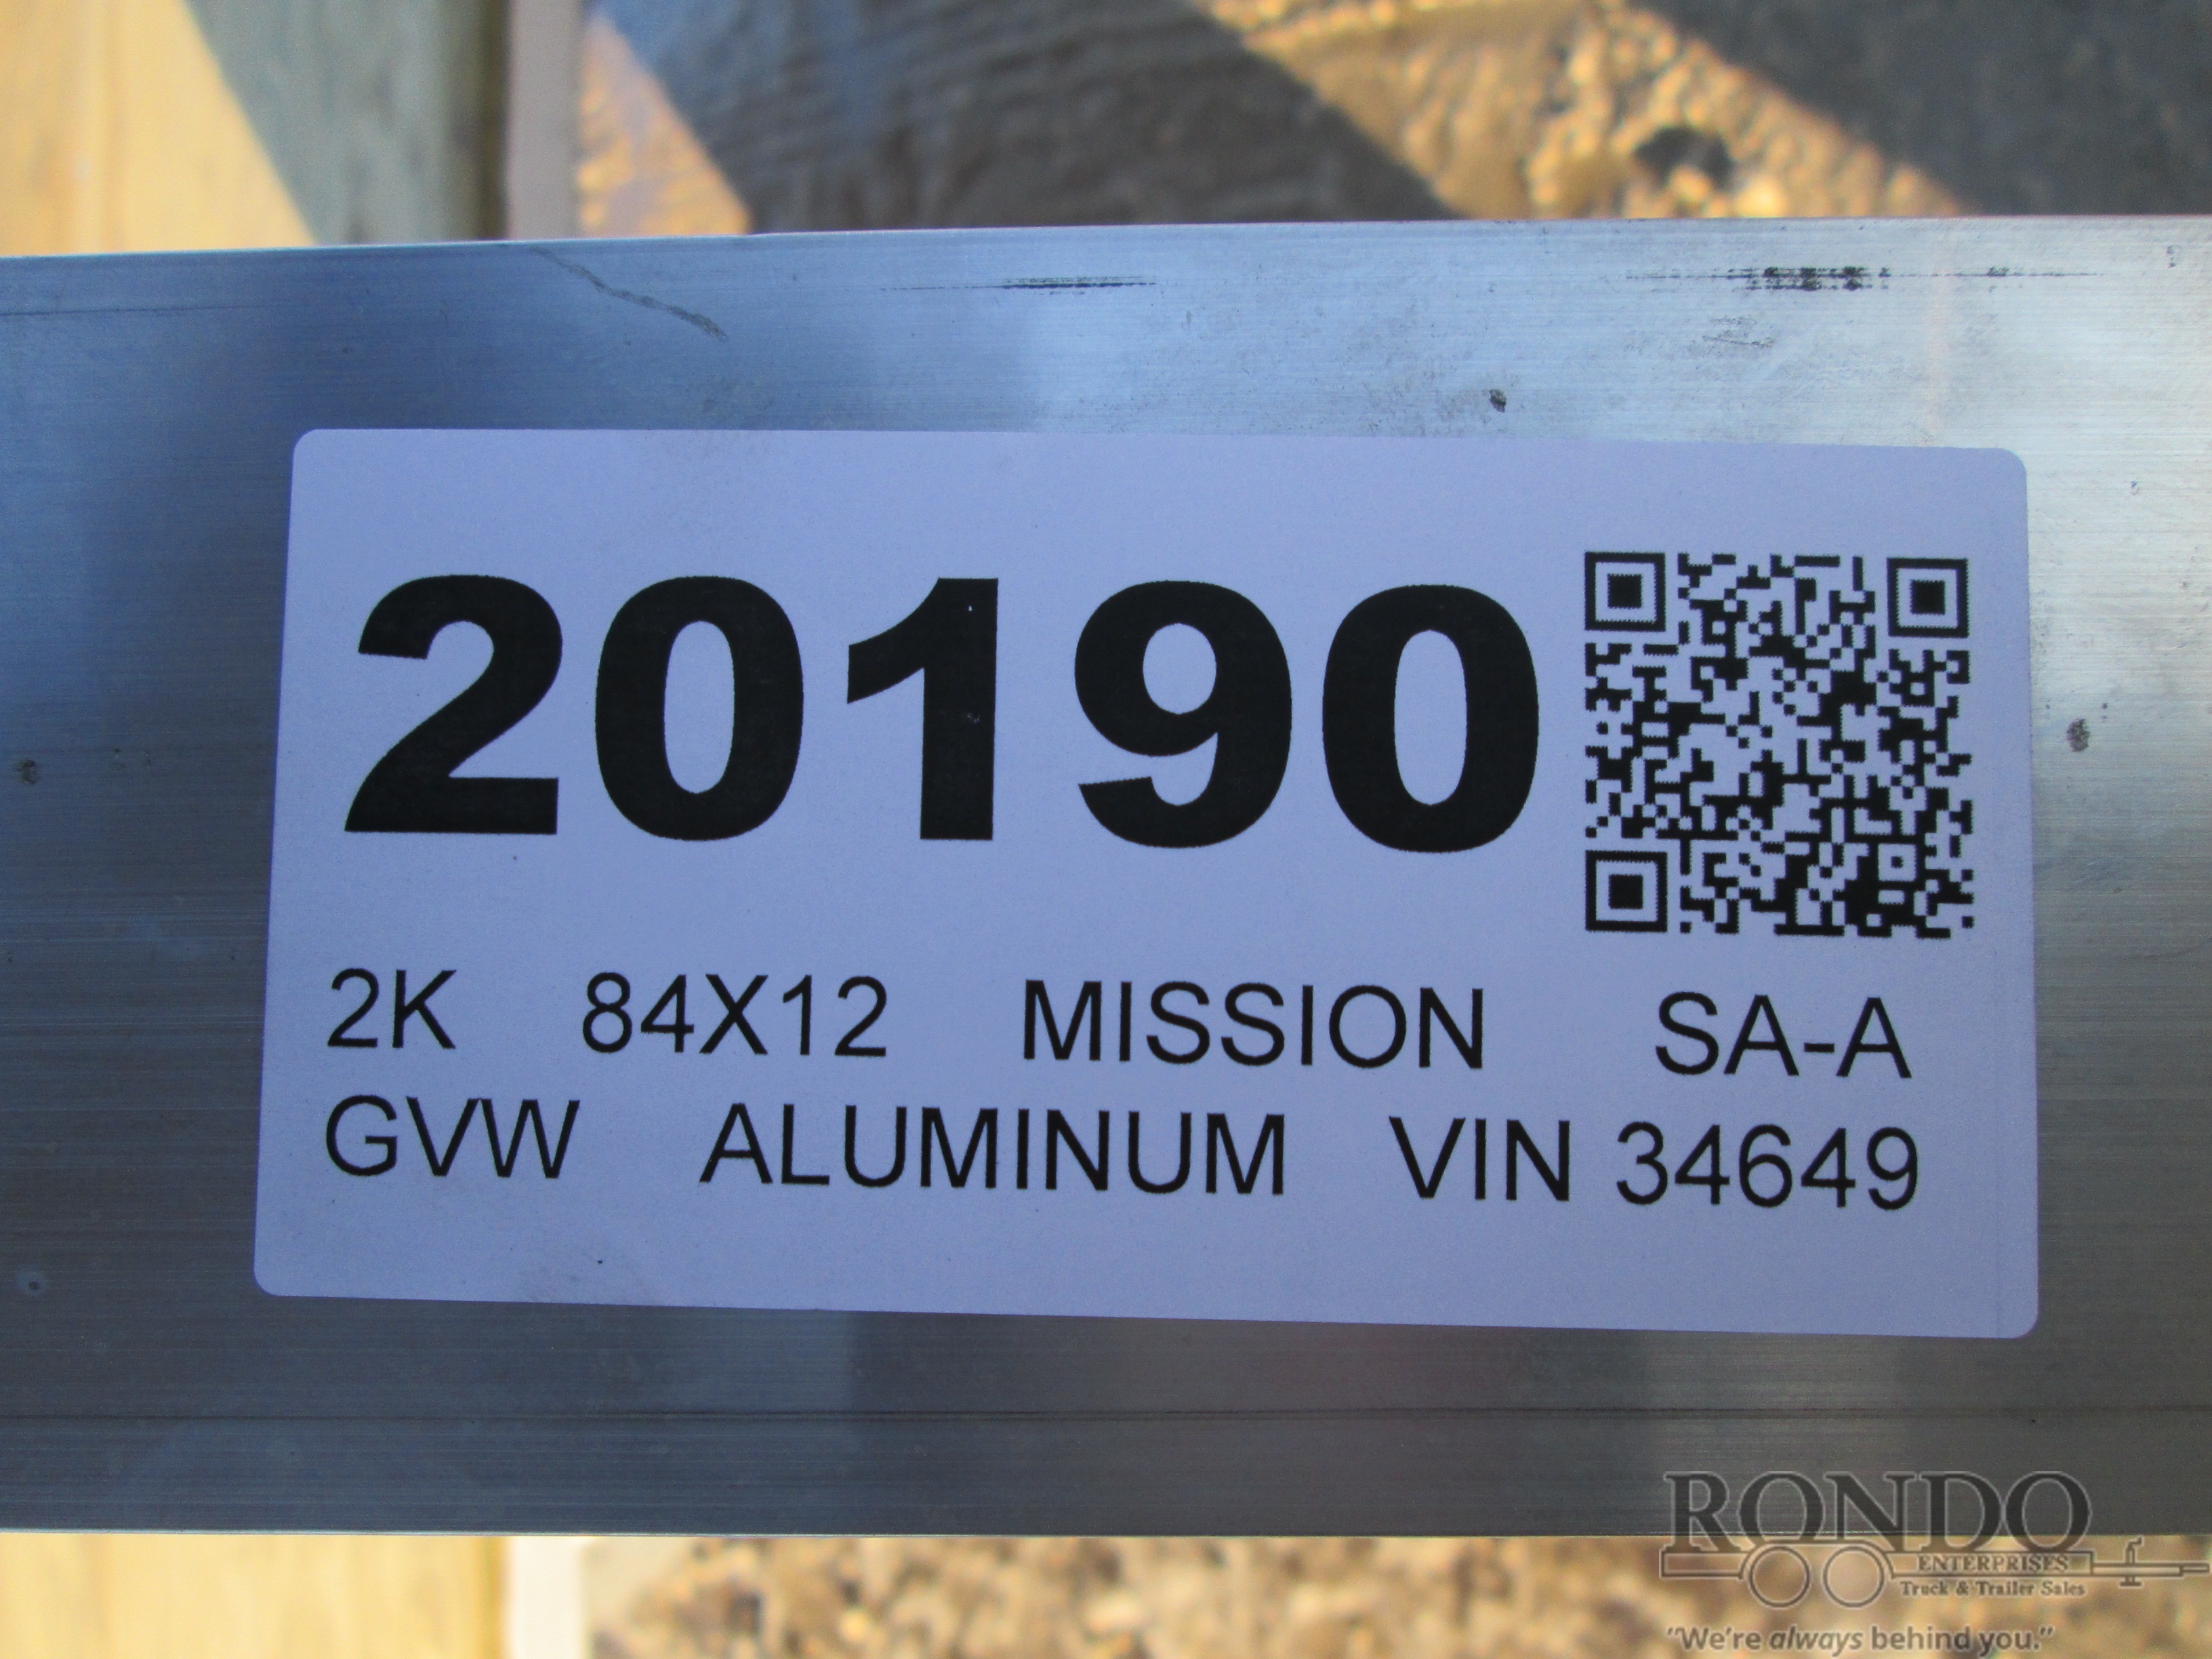 20190
2K 84X12 MISSION SA-A
GVW ALUMINUM VIN 34649
RONDO
ENTERPRISES
Truck & Trailer Sales
"We're always behind you."